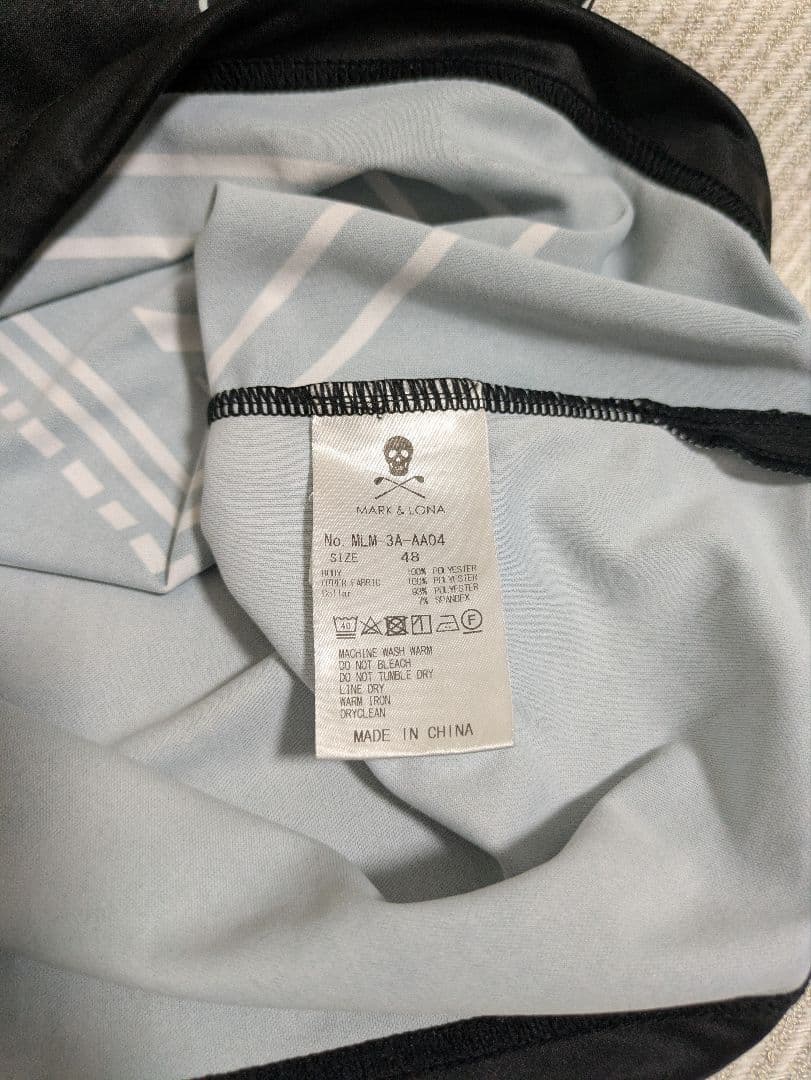 MARK & LONA
No. MLM-3A-AA04
SIZE 48
BODY 100% POLYESTER
OTHER FABRIC 100% POLYESTER
Collar 93% POLYESTER
7% SPANDEX
40 F
MACHINE WASH WARM
DO NOT BLEACH
DO NOT TUMBLE DRY
LINE DRY
WARM IRON
DRYCLEAN
MADE IN CHINA